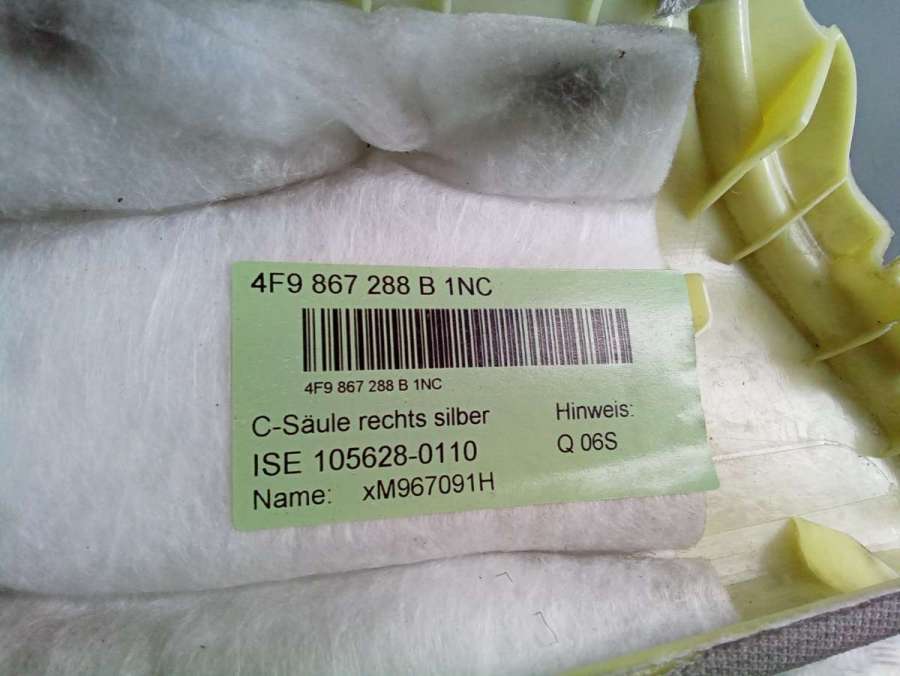 4F9 867 288 B 1NC
4F9 867 288 B 1NC
C-Säule rechts silber
Hinweis:
ISE 105628-0110
Q 06S
Name: xM967091H